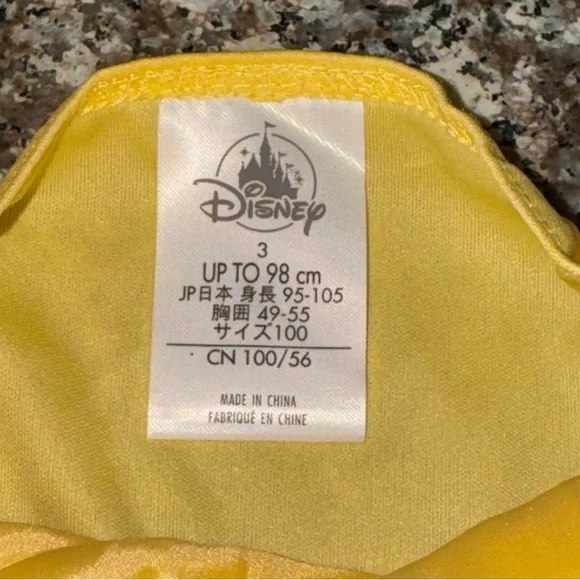 Disney
3
UP TO 98 cm
JP日本 身長 95-105
胸囲 49-55
サイズ100
CN 100/56
MADE IN CHINA
FABRIQUÉ EN CHINE